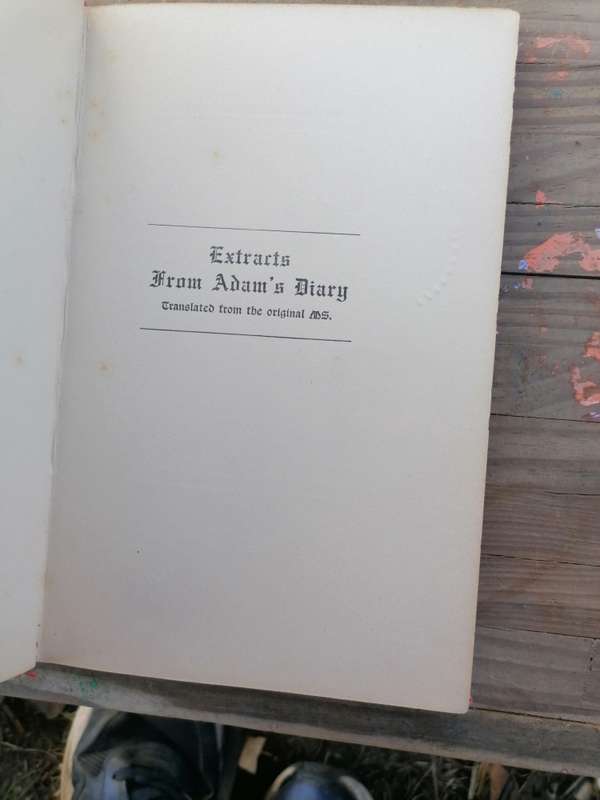 Extracts
From Adam's Diary
Translated from the original MS.